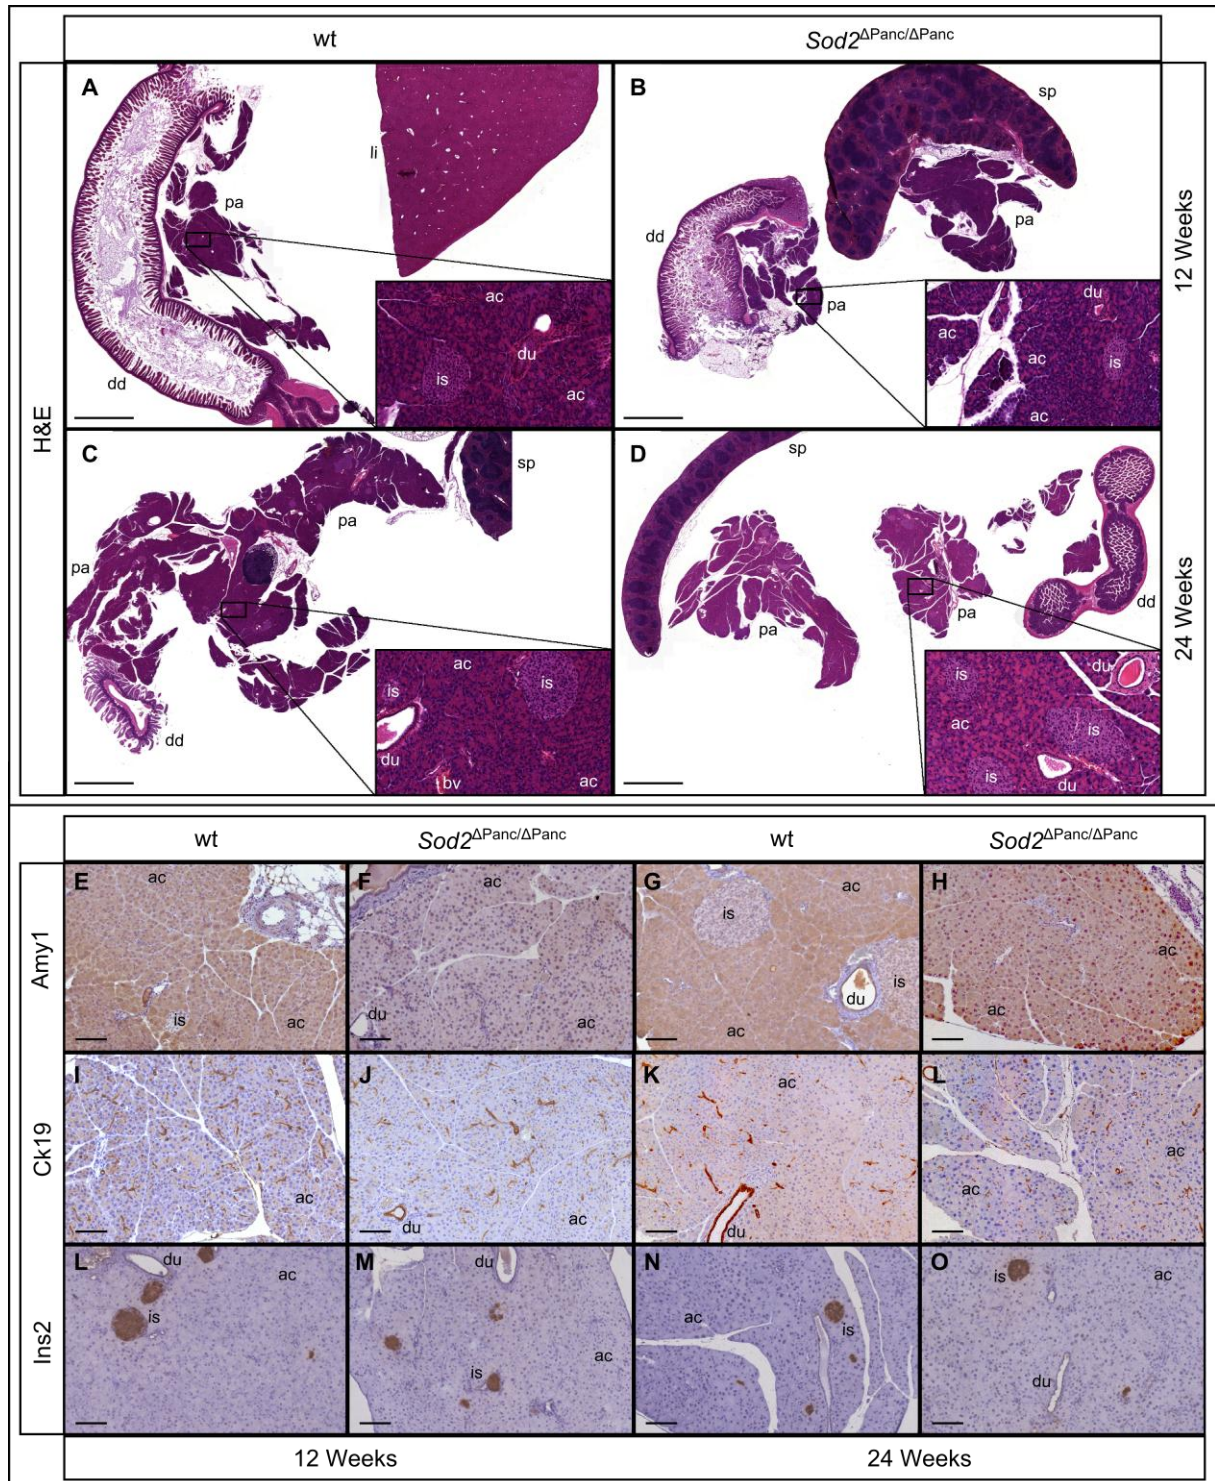 wt Sod2ΔPanc/ΔPanc
H&E
12 Weeks
24 Weeks
A
li
pa
dd
ac
du
is
ac
B
sp
dd
pa
pa
du
ac
ac
is
ac
C
sp
pa
pa
dd
ac
is
is
du
bv
ac
D
sp
pa
pa
dd
is
du
ac
is
is
du
wt Sod2ΔPanc/ΔPanc wt Sod2ΔPanc/ΔPanc
Amy1
E ac is ac
F ac du ac
G ac is is du ac
H ac ac
Ck19
I ac ac
J du ac
K ac du
L ac ac
Ins2
L du ac is
M du ac is
N ac is
O is ac du
12 Weeks 24 Weeks